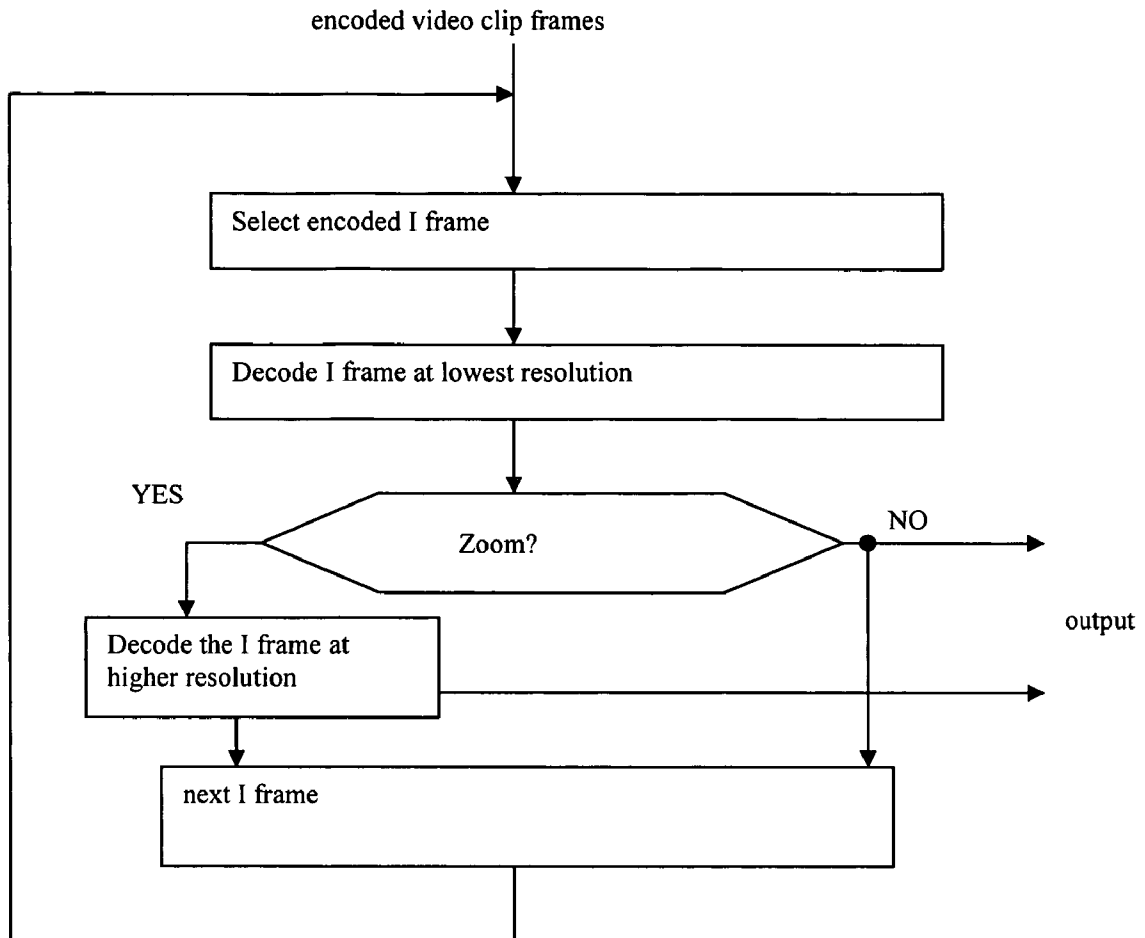 encoded video clip frames
Select encoded I frame
Decode I frame at lowest resolution
YES
Zoom?
NO
Decode the I frame at
higher resolution
output
next I frame